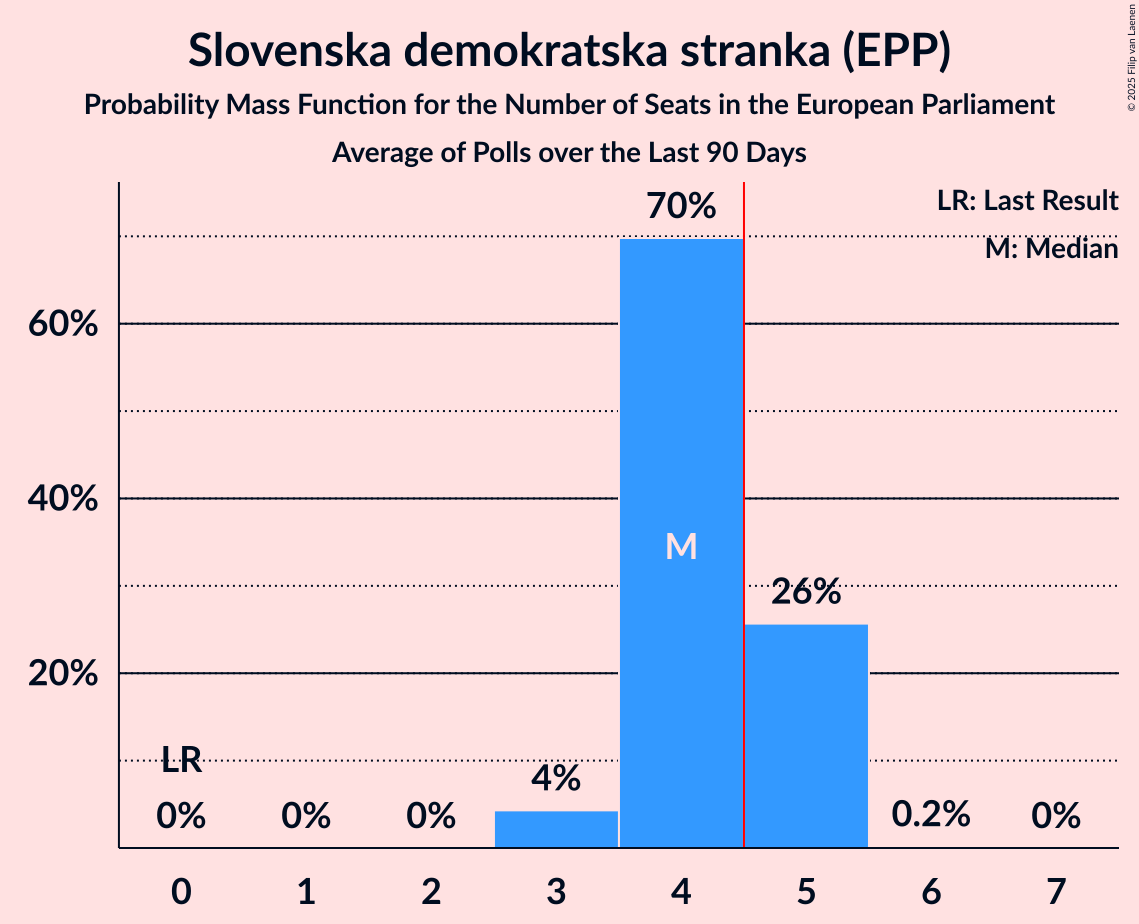 Slovenska demokratska stranka (EPP)
Probability Mass Function for the Number of Seats in the European Parliament
Average of Polls over the Last 90 Days
© 2025 Filip van Laenen
LR: Last Result
M: Median
70%
60%
40%
M
26%
20%
LR
4%
0% 0% 0% 0.2% 0%
0 1 2 3 4 5 6 7